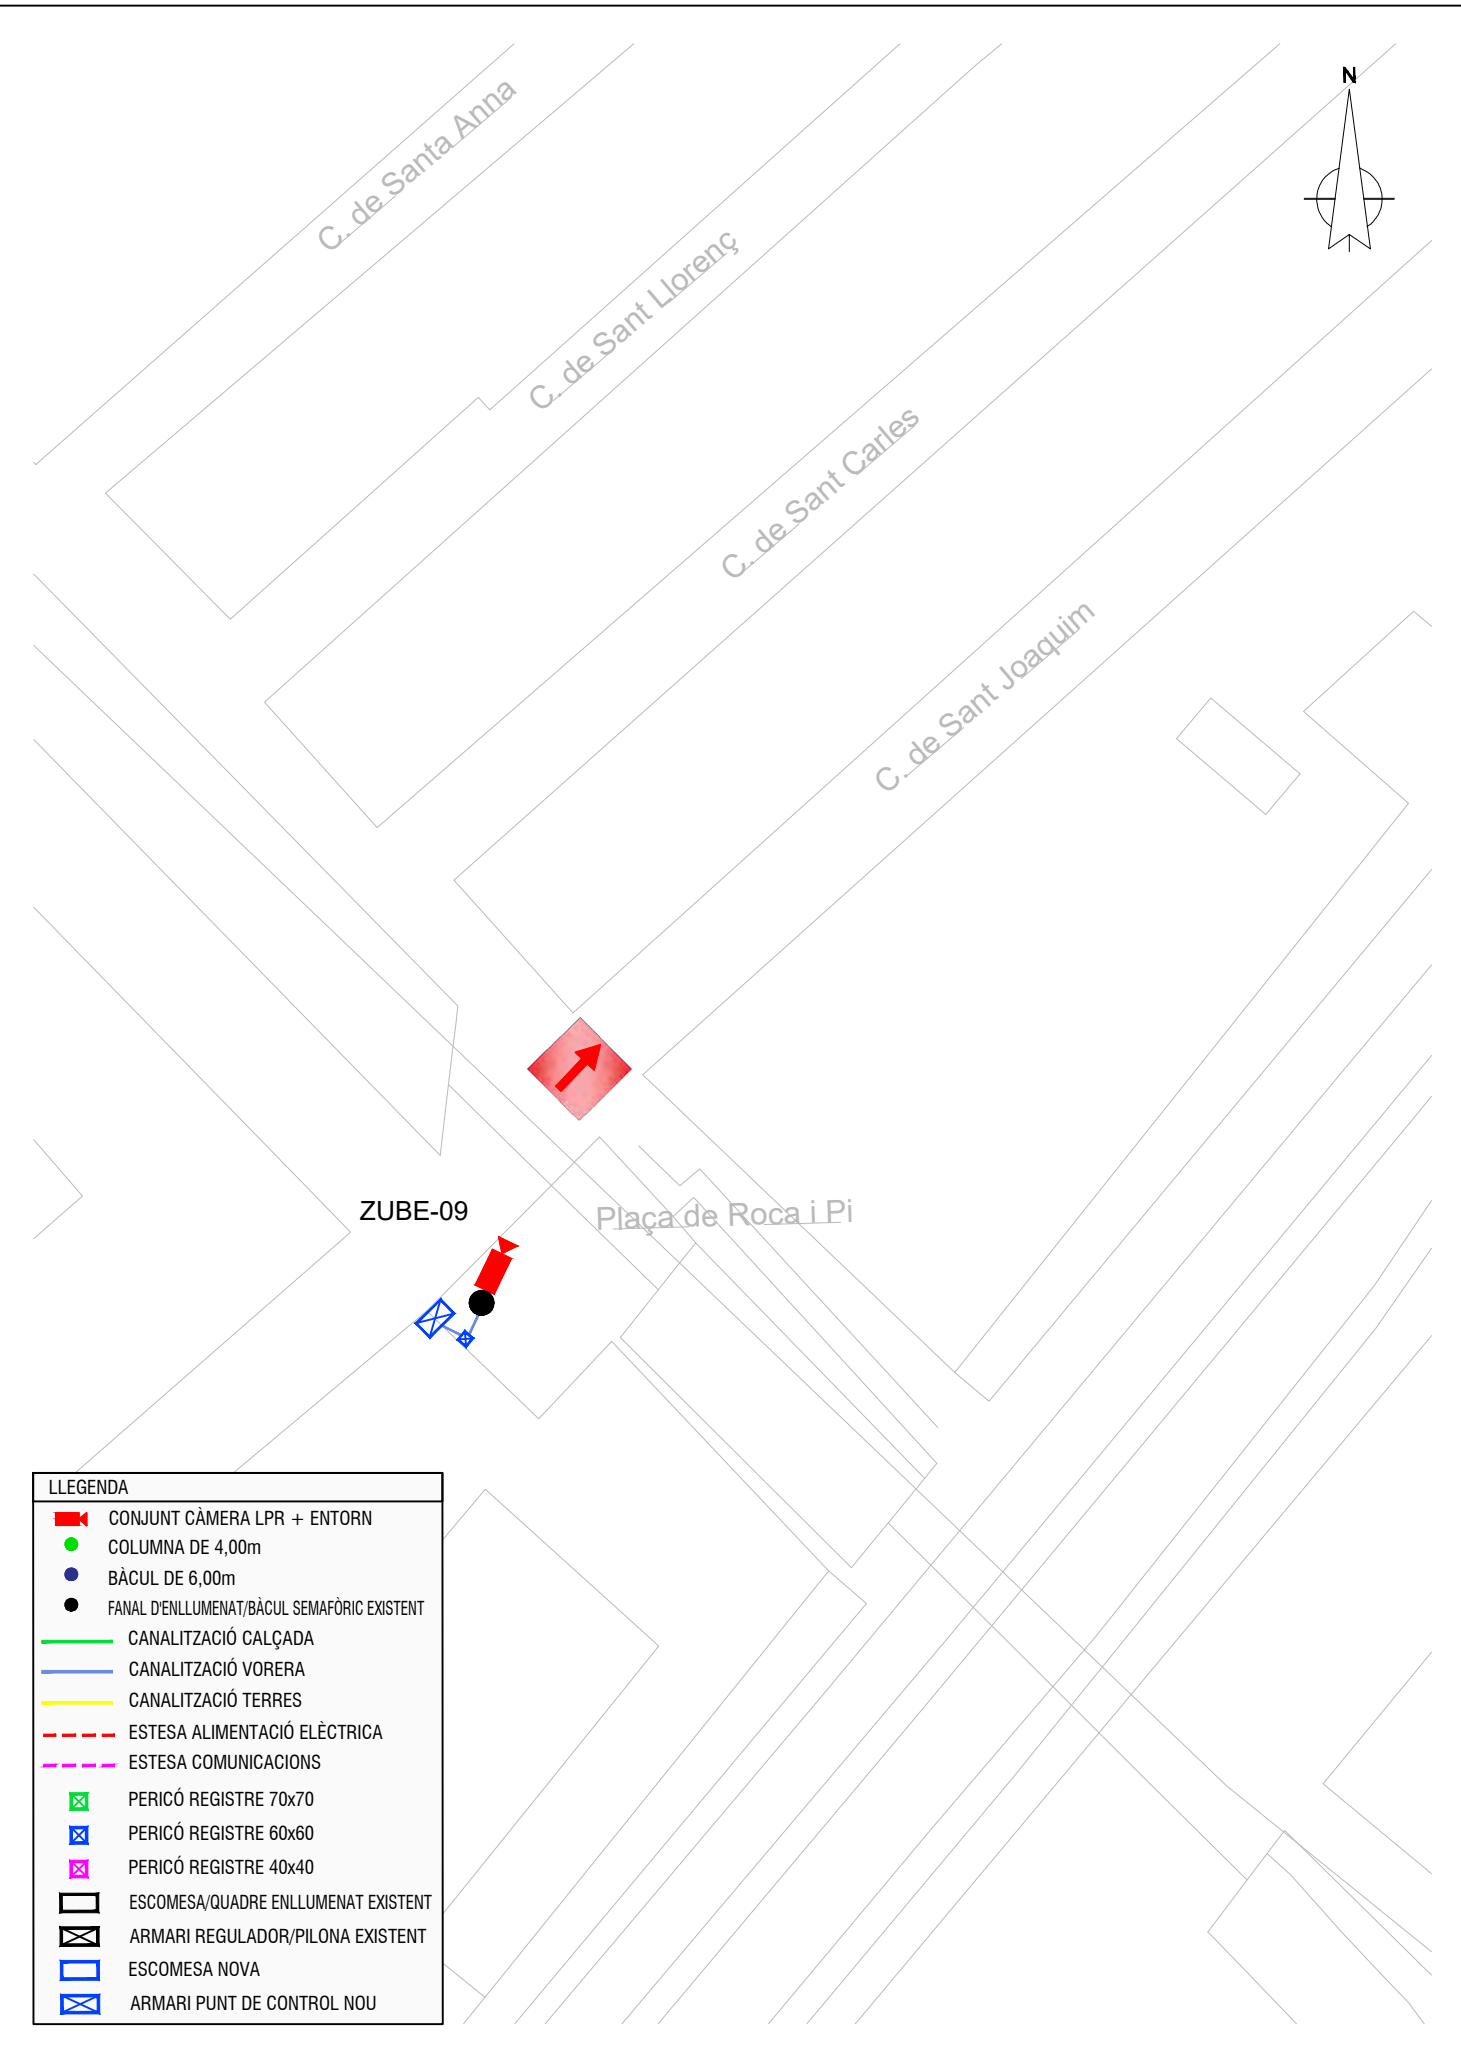 N
C. de Santa Anna
C. de Sant Llorenç
C. de Sant Carles
C. de Sant Joaquim
ZUBE-09
Plaça de Roca i Pi
LLEGENDA
CONJUNT CÀMERA LPR + ENTORN
COLUMNA DE 4,00m
BÀCUL DE 6,00m
FANAL D'ENLLUMENAT/BÀCUL SEMAFÒRIC EXISTENT
CANALITZACIÓ CALÇADA
CANALITZACIÓ VORERA
CANALITZACIÓ TERRES
ESTESA ALIMENTACIÓ ELÈCTRICA
ESTESA COMUNICACIONS
PERICÓ REGISTRE 70x70
PERICÓ REGISTRE 60x60
PERICÓ REGISTRE 40x40
ESCOMESA/QUADRE ENLLUMENAT EXISTENT
ARMARI REGULADOR/PILONA EXISTENT
ESCOMESA NOVA
ARMARI PUNT DE CONTROL NOU